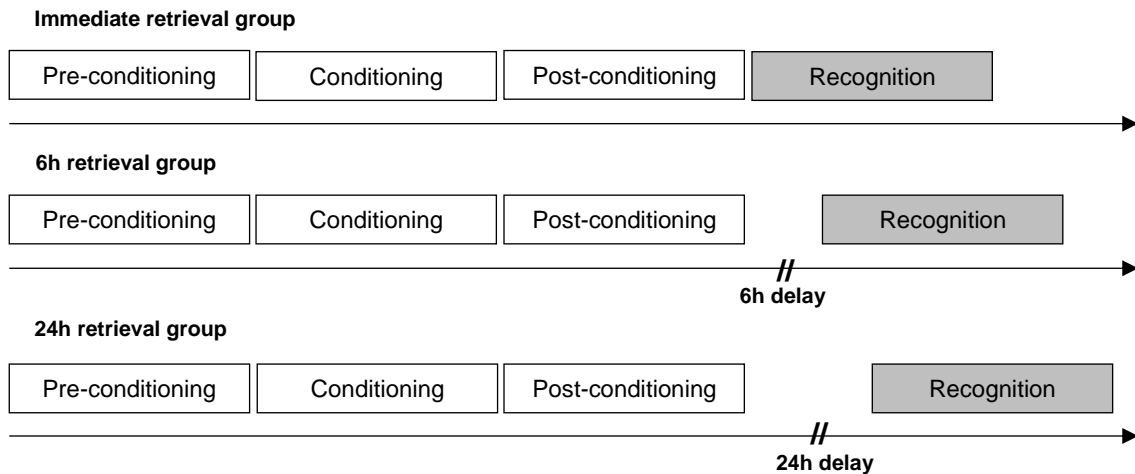 Immediate retrieval group
Pre-conditioning Conditioning Post-conditioning Recognition
6h retrieval group
Pre-conditioning Conditioning Post-conditioning Recognition
//
6h delay
24h retrieval group
Pre-conditioning Conditioning Post-conditioning Recognition
//
24h delay